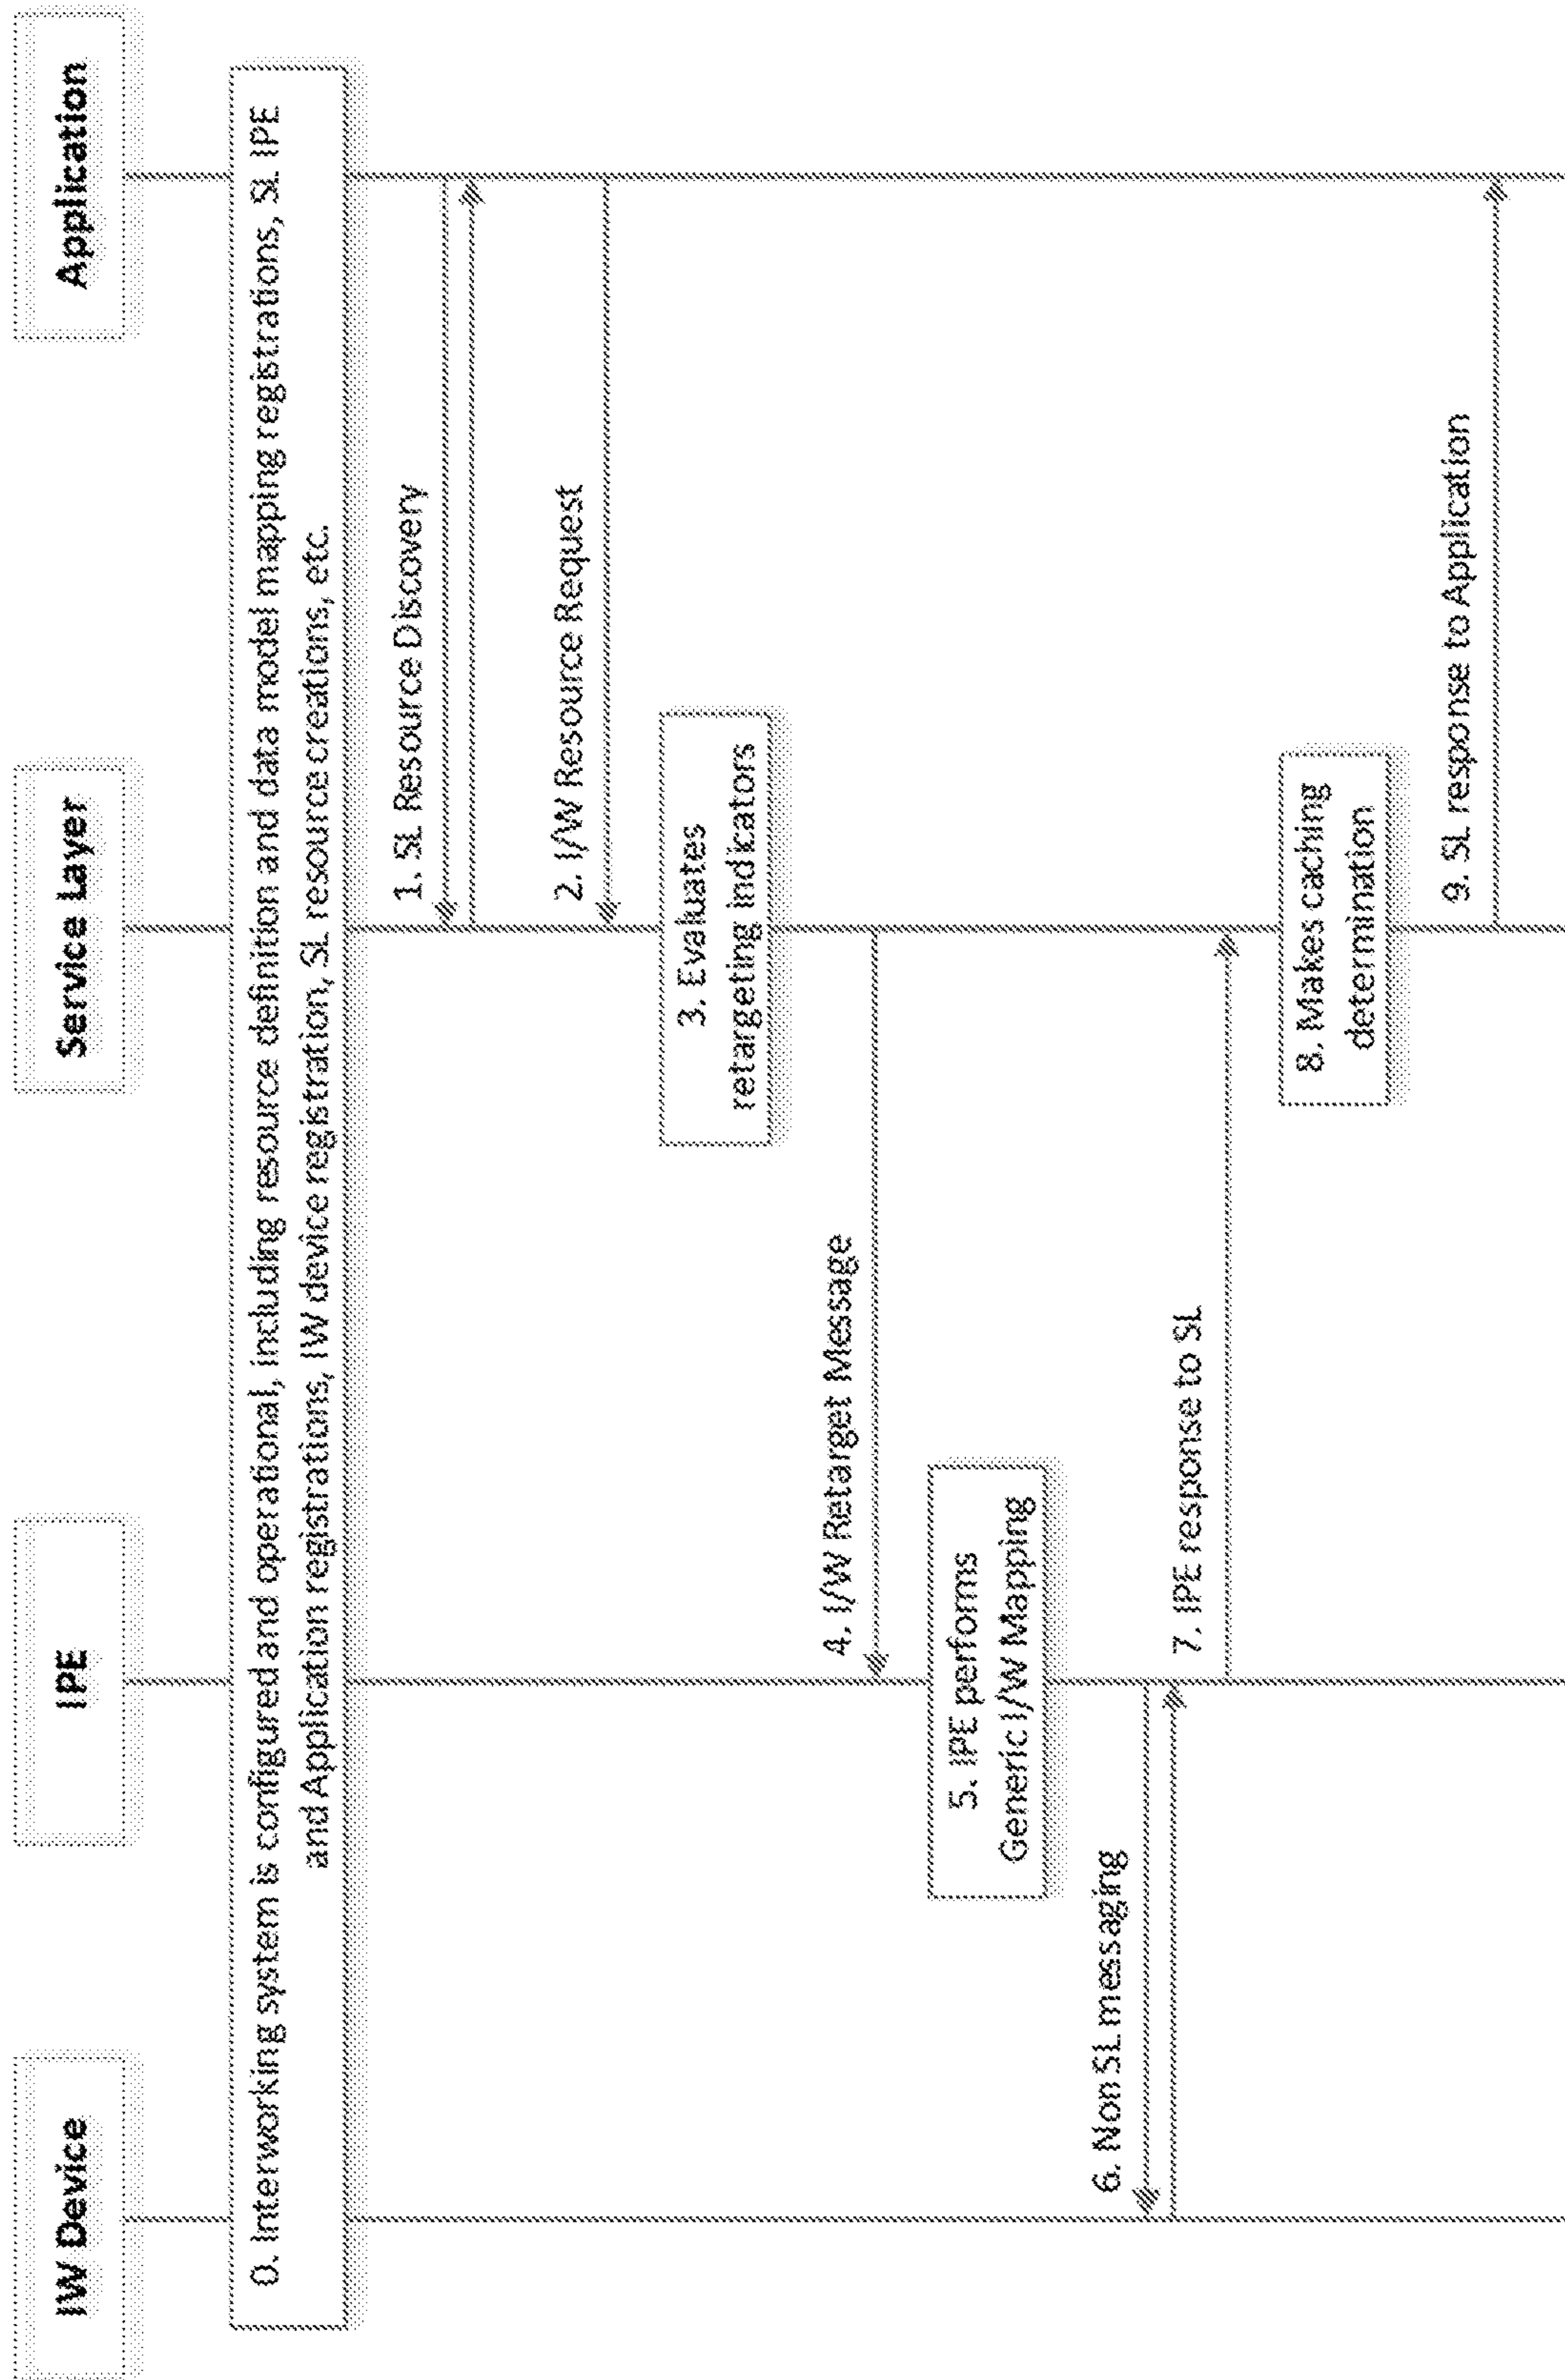 IW Device
IPE
Service Layer
Application
0. Interworking system is configured and operational, including resource definition and data model mapping registrations, SL IPE
and Application registrations, IW device registration, SL resource creations, etc.
1. SL Resource Discovery
2. I/W Resource Request
3. Evaluates
retargeting indicators
4. I/W Retarget Message
5. IPE performs
Generic I/W Mapping
6. Non SL messaging
7. IPE response to SL
8. Makes caching
determination
9. SL response to Application